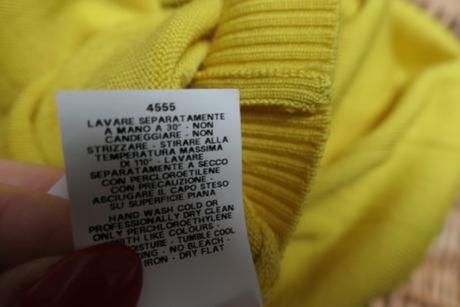 4555
LAVARE SEPARATAMENTE
A MANO A 30° - NON
CANDEGGIARE - NON
STRIZZARE - STIRARE ALLA
TEMPERATURA MASSIMA
DI 110° - LAVARE
SEPARATAMENTE A SECCO
CON PERCLOROETILENE
CON PRECAUZIONE -
ASCIUGARE IL CAPO STESO
SU SUPERFICIE PIANA
HAND WASH COLD OR
PROFESSIONALLY DRY CLEAN
ONLY PERCHLOROETHYLENE
WITH LIKE COLOURS -
TUMBLE COOL
NO BLEACH -
IRON - DRY FLAT